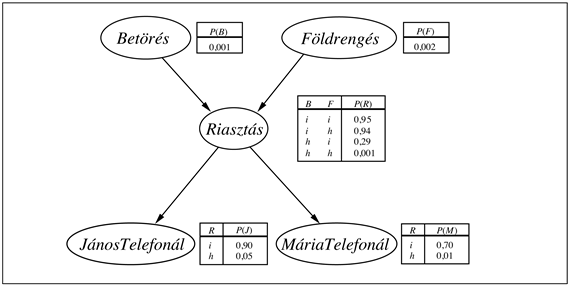 Betörés
P(B)
0,001
Földrengés
P(F)
0,002
Riasztás
B F P(R)
i i 0,95
i h 0,94
h i 0,29
h h 0,001
JánosTelefonál
R P(J)
i 0,90
h 0,05
MáriaTelefonál
R P(M)
i 0,70
h 0,01